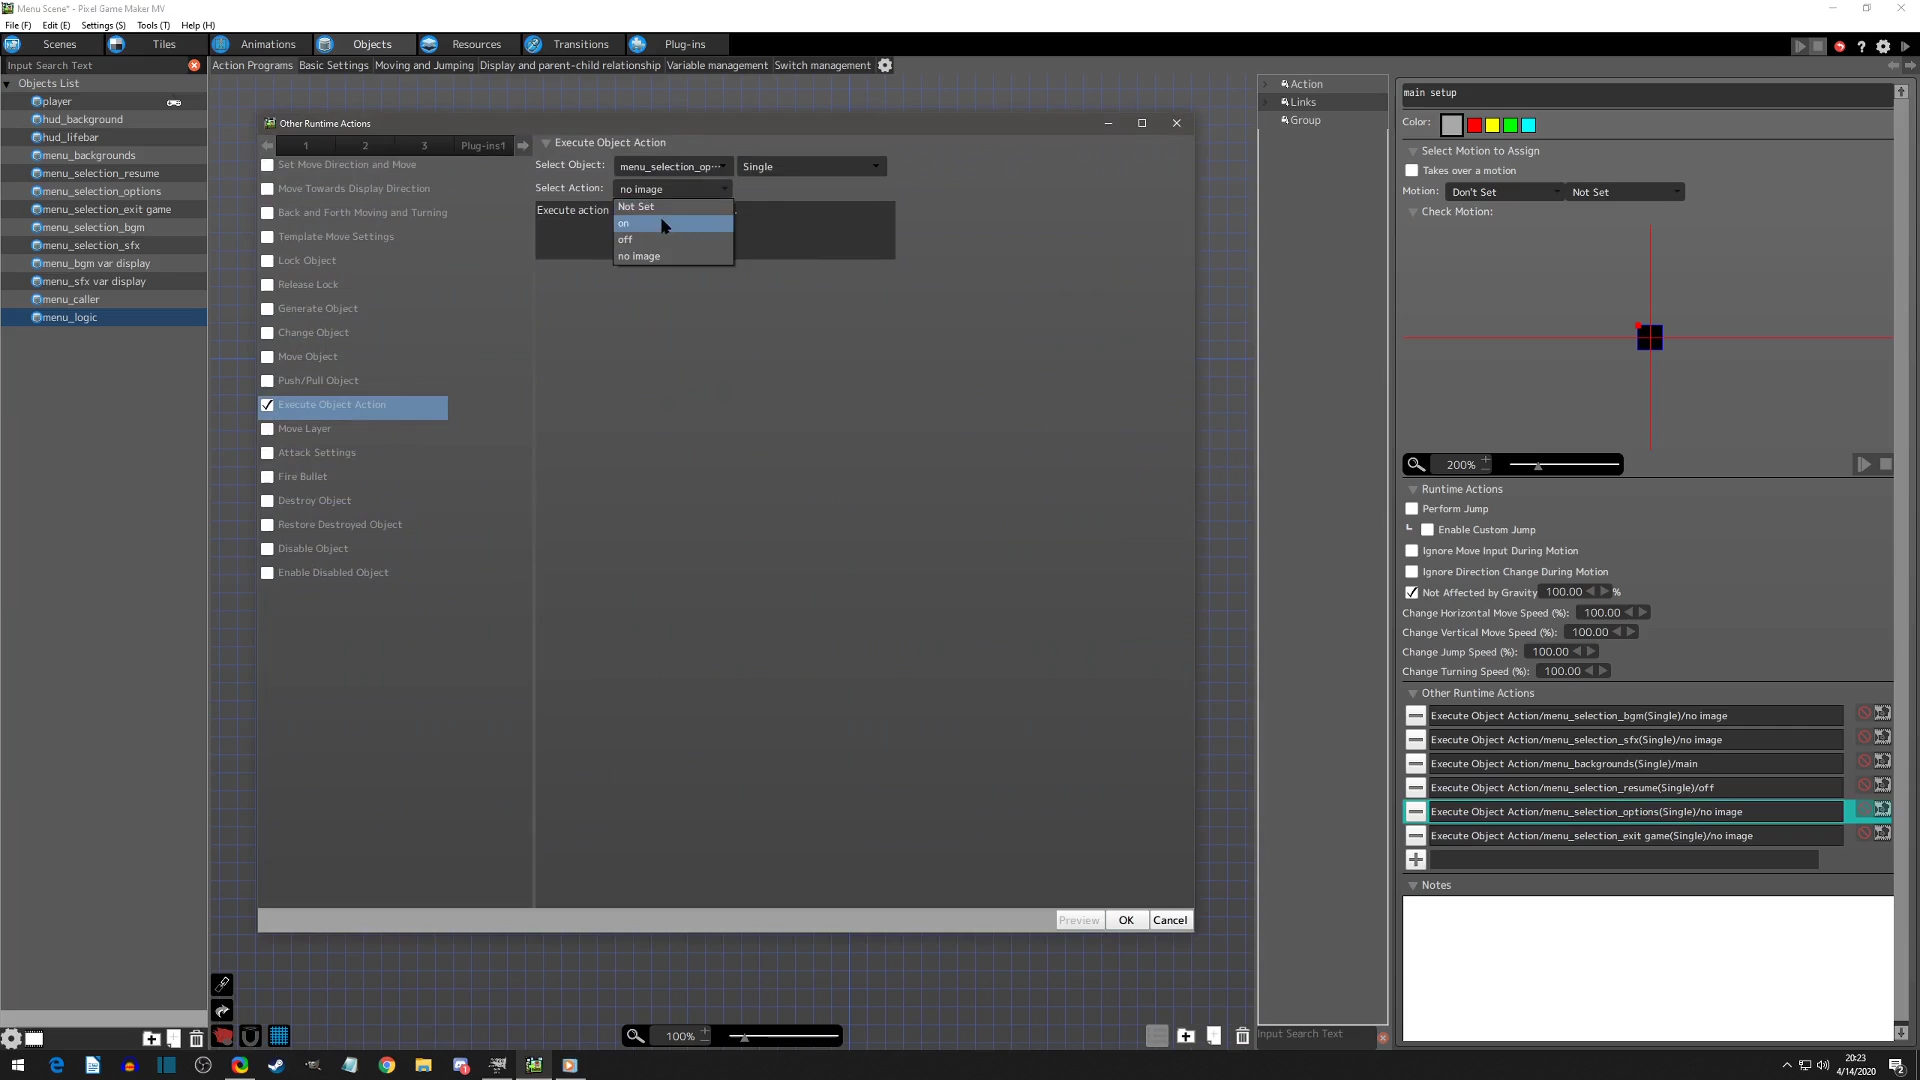 Menu Scene* - Pixel Game Maker MV
File (F) Edit (E) Settings (S) Tools (T) Help (H)
Scenes Tiles Animations Objects Resources Transitions Plug-ins
Input Search Text Action Programs Basic Settings Moving and Jumping Display and parent-child relationship Variable management Switch management
Objects List
player
hud_background
hud_lifebar
menu_backgrounds
menu_selection_resume
menu_selection_options
menu_selection_exit game
menu_selection_bgm
menu_selection_sfx
menu_bgm var display
menu_sfx var display
menu_caller
menu_logic
Other Runtime Actions
1 2 3 Plug-ins1
Set Move Direction and Move
Move Towards Display Direction
Back and Forth Moving and Turning
Template Move Settings
Lock Object
Release Lock
Generate Object
Change Object
Move Object
Push/Pull Object
Execute Object Action
Move Layer
Attack Settings
Fire Bullet
Destroy Object
Restore Destroyed Object
Disable Object
Enable Disabled Object
Execute Object Action
Select Object: menu_selection_op··· Single
Select Action: no image
Not Set
on
off
no image
Execute action .
Preview OK Cancel
100%
Action
Links
Group
Input Search Text
main setup
Color:
Select Motion to Assign
Takes over a motion
Motion: Don't Set Not Set
Check Motion:
200%
Runtime Actions
Perform Jump
Enable Custom Jump
Ignore Move Input During Motion
Ignore Direction Change During Motion
Not Affected by Gravity 100.00 %
Change Horizontal Move Speed (%): 100.00
Change Vertical Move Speed (%): 100.00
Change Jump Speed (%): 100.00
Change Turning Speed (%): 100.00
Other Runtime Actions
Execute Object Action/menu_selection_bgm(Single)/no image
Execute Object Action/menu_selection_sfx(Single)/no image
Execute Object Action/menu_backgrounds(Single)/main
Execute Object Action/menu_selection_resume(Single)/off
Execute Object Action/menu_selection_options(Single)/no image
Execute Object Action/menu_selection_exit game(Single)/no image
Notes
20:23
4/14/2020